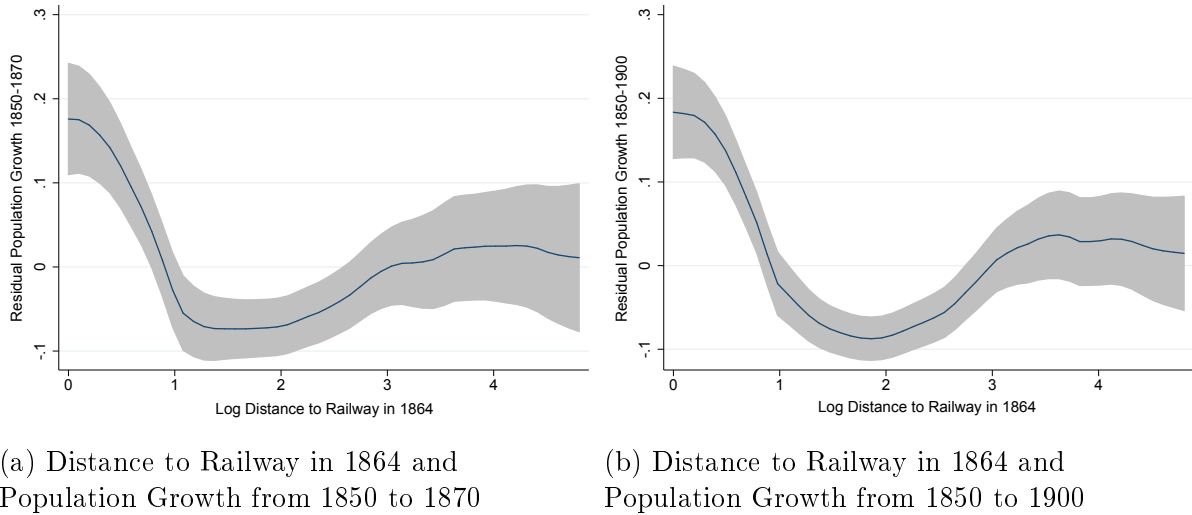 Residual Population Growth 1850-1870
.3
.2
.1
0
-.1
0 1 2 3 4
Log Distance to Railway in 1864
(a) Distance to Railway in 1864 and
Population Growth from 1850 to 1870
Residual Population Growth 1850-1900
.3
.2
.1
0
-.1
0 1 2 3 4
Log Distance to Railway in 1864
(b) Distance to Railway in 1864 and
Population Growth from 1850 to 1900